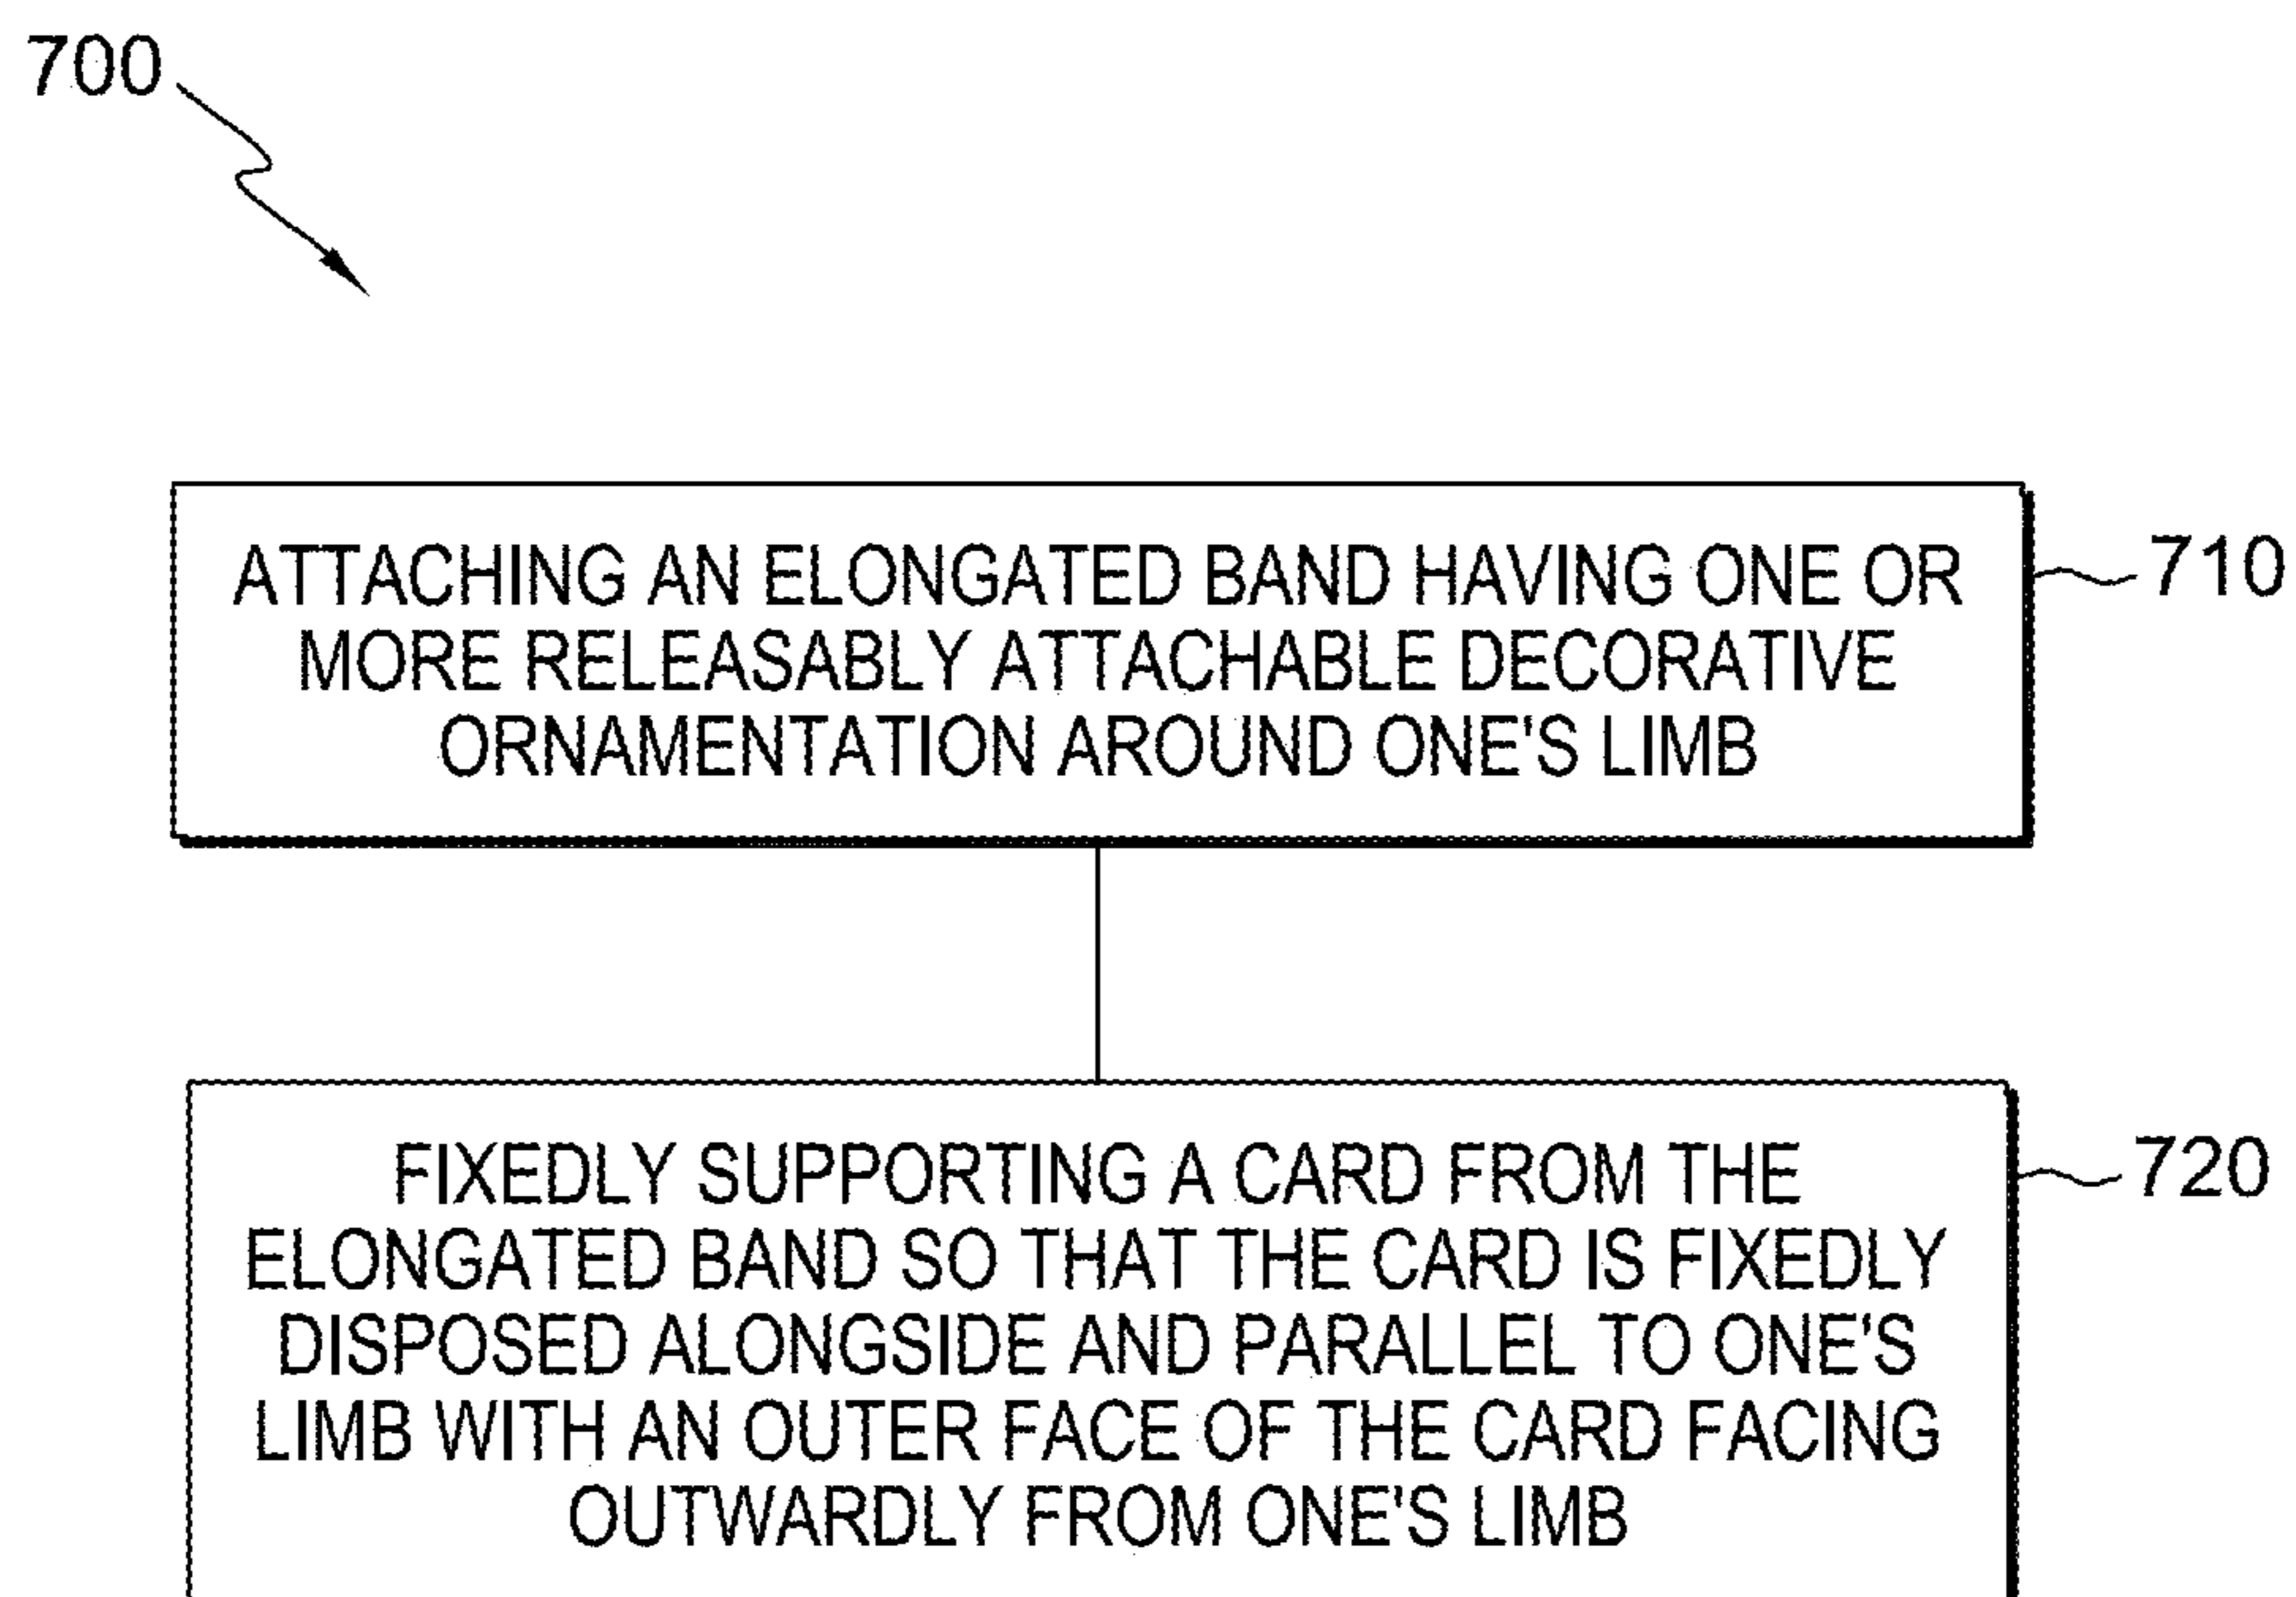 700
ATTACHING AN ELONGATED BAND HAVING ONE OR
MORE RELEASABLY ATTACHABLE DECORATIVE
ORNAMENTATION AROUND ONE'S LIMB
710
FIXEDLY SUPPORTING A CARD FROM THE
ELONGATED BAND SO THAT THE CARD IS FIXEDLY
DISPOSED ALONGSIDE AND PARALLEL TO ONE'S
LIMB WITH AN OUTER FACE OF THE CARD FACING
OUTWARDLY FROM ONE'S LIMB
720